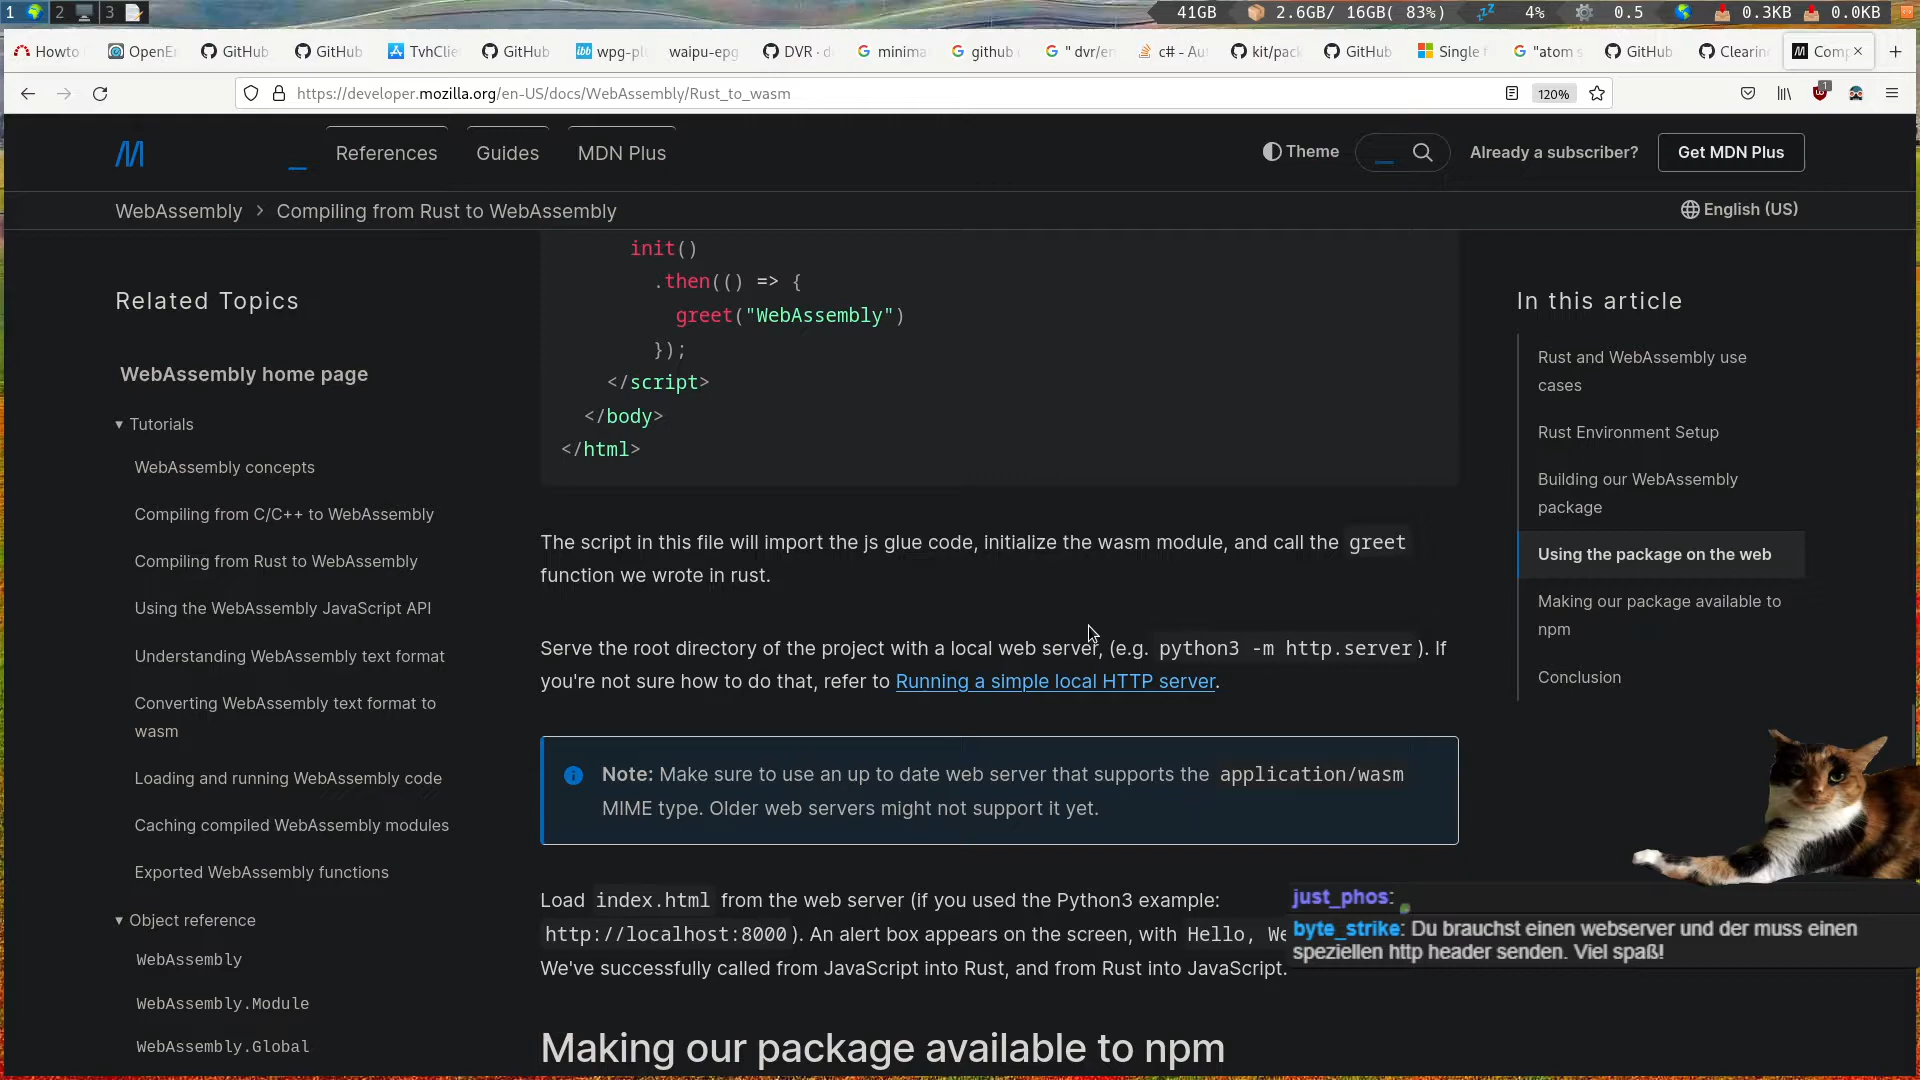 1 2 3 41GB 2.6GB/ 16GB( 83%) 4% 0.5 0.3KB 0.0KB
Howto OpenE GitHub GitHub TvhClie GitHub wpg-pl waipu-epg DVR · d minima github " dvr/en c# - Au kit/pack GitHub Single f "atom s GitHub Clearin Comp
https://developer.mozilla.org/en-US/docs/WebAssembly/Rust_to_wasm 120% 1
References Guides MDN Plus Theme Already a subscriber? Get MDN Plus
WebAssembly > Compiling from Rust to WebAssembly English (US)
Related Topics
WebAssembly home page
▾ Tutorials
WebAssembly concepts
Compiling from C/C++ to WebAssembly
Compiling from Rust to WebAssembly
Using the WebAssembly JavaScript API
Understanding WebAssembly text format
Converting WebAssembly text format to
wasm
Loading and running WebAssembly code
Caching compiled WebAssembly modules
Exported WebAssembly functions
▾ Object reference
WebAssembly
WebAssembly.Module
WebAssembly.Global
init()
.then(() => {
greet("WebAssembly")
});
</script>
</body>
</html>
The script in this file will import the js glue code, initialize the wasm module, and call the greet
function we wrote in rust.
Serve the root directory of the project with a local web server, (e.g. python3 -m http.server). If
you're not sure how to do that, refer to Running a simple local HTTP server.
Note: Make sure to use an up to date web server that supports the application/wasm
MIME type. Older web servers might not support it yet.
Load index.html from the web server (if you used the Python3 example:
http://localhost:8000). An alert box appears on the screen, with Hello, We
We've successfully called from JavaScript into Rust, and from Rust into JavaScript.
Making our package available to npm
In this article
Rust and WebAssembly use
cases
Rust Environment Setup
Building our WebAssembly
package
Using the package on the web
Making our package available to
npm
Conclusion
just_phos:
byte_strike: Du brauchst einen webserver und der muss einen
speziellen http header senden. Viel spaß!